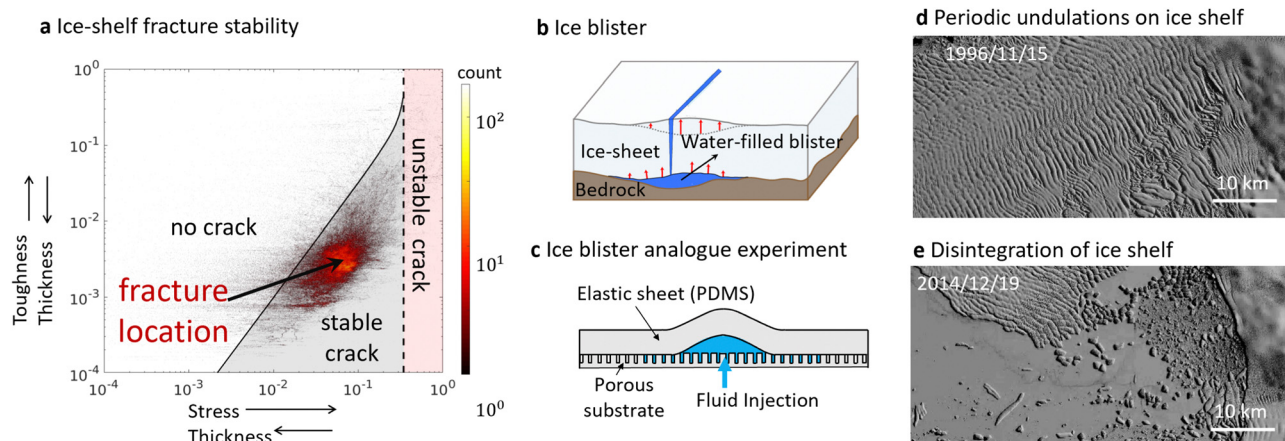 a Ice-shelf fracture stability
count
10^0
10^-1
10^-2
10^-3
10^-4
Toughness
Thickness
no crack
fracture
location
stable
crack
unstable crack
10^-4
10^-3
10^-2
10^-1
10^0
Stress
Thickness
10^2
10^1
10^0
b Ice blister
Ice-sheet
Water-filled blister
Bedrock
c Ice blister analogue experiment
Elastic sheet (PDMS)
Porous
substrate
Fluid Injection
d Periodic undulations on ice shelf
1996/11/15
10 km
e Disintegration of ice shelf
2014/12/19
10 km